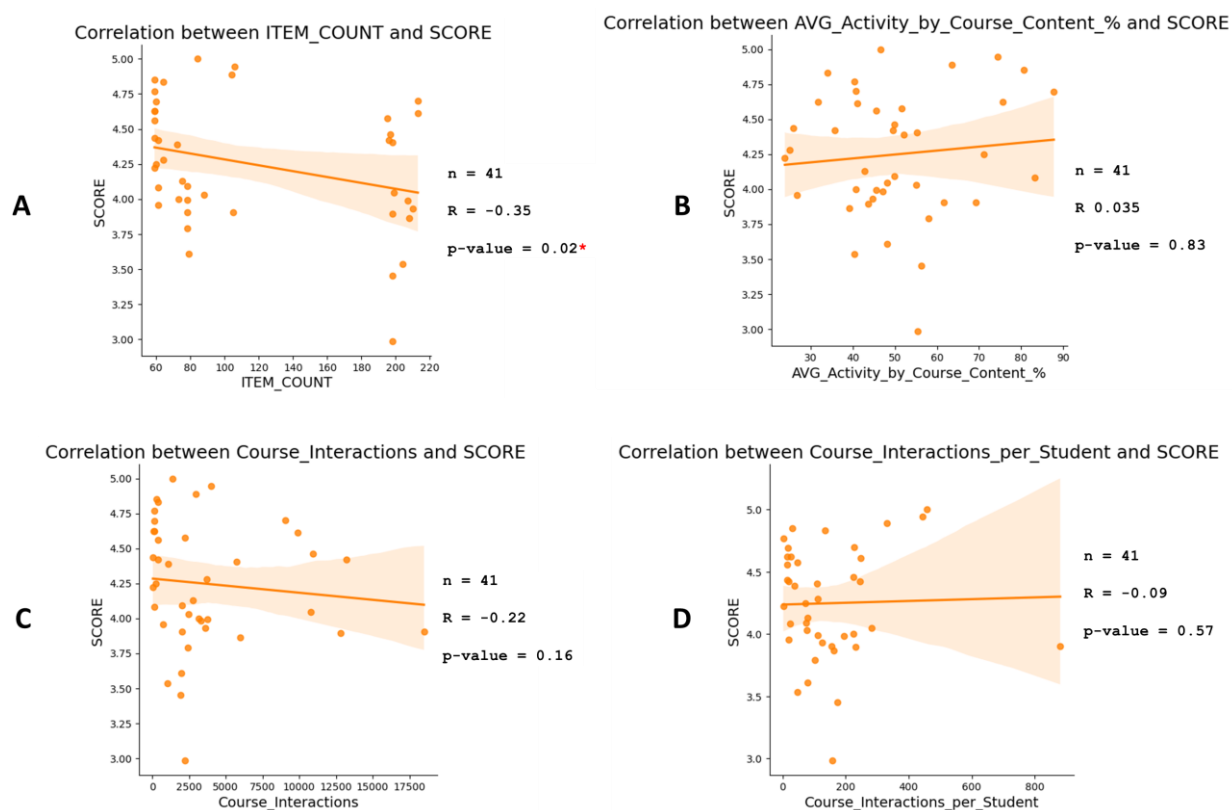 Correlation between ITEM_COUNT and SCORE
A
SCORE
5.00
4.75
4.50
4.25
4.00
3.75
3.50
3.25
3.00
60 80 100 120 140 160 180 200 220
ITEM_COUNT
n = 41
R = -0.35
p-value = 0.02*
Correlation between AVG_Activity_by_Course_Content_% and SCORE
B
SCORE
5.00
4.75
4.50
4.25
4.00
3.75
3.50
3.25
3.00
30 40 50 60 70 80 90
AVG_Activity_by_Course_Content_%
n = 41
R 0.035
p-value = 0.83
Correlation between Course_Interactions and SCORE
C
SCORE
5.00
4.75
4.50
4.25
4.00
3.75
3.50
3.25
3.00
0 2500 5000 7500 10000 12500 15000 17500
Course_Interactions
n = 41
R = -0.22
p-value = 0.16
Correlation between Course_Interactions_per_Student and SCORE
D
SCORE
5.0
4.5
4.0
3.5
3.0
0 200 400 600 800
Course_Interactions_per_Student
n = 41
R = -0.09
p-value = 0.57